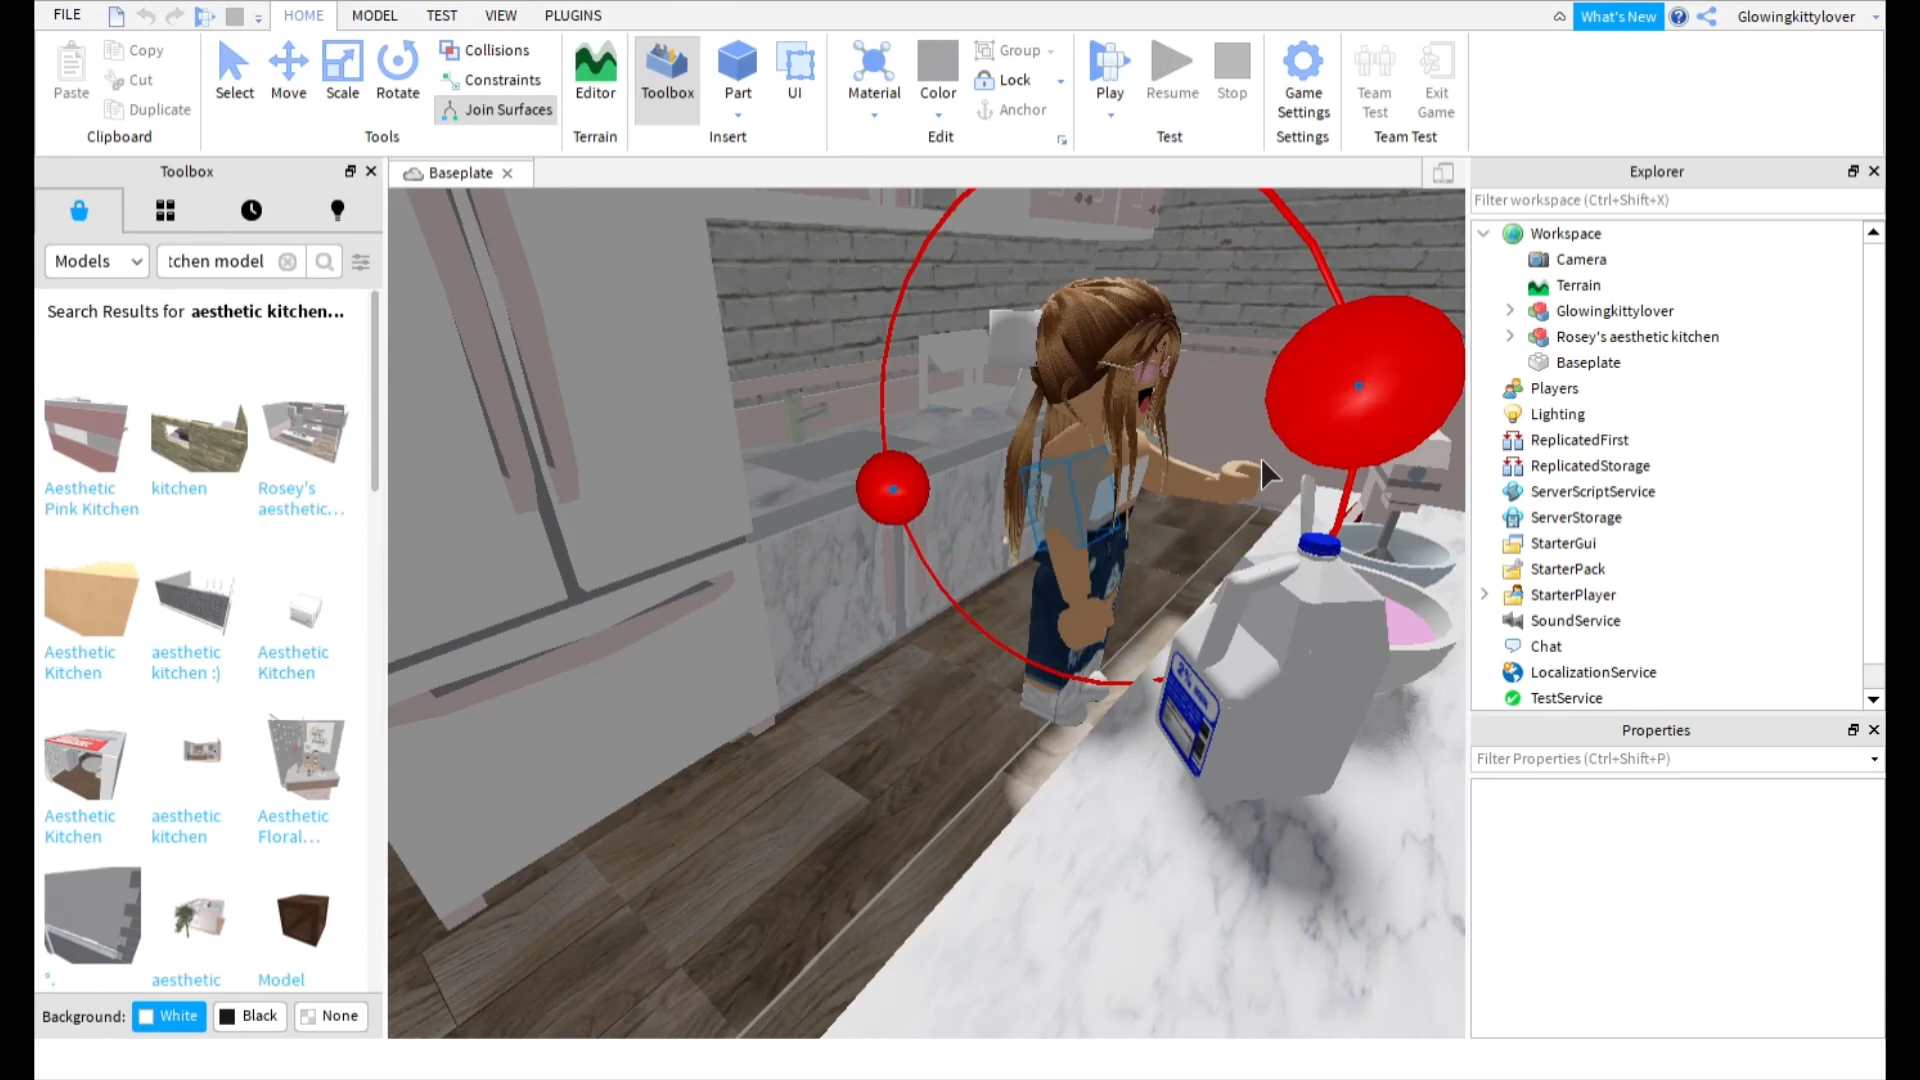 FILE
HOME
MODEL
TEST
VIEW
PLUGINS
What's New
Glowingkittylover
Paste
Copy
Cut
Duplicate
Clipboard
Select
Move
Scale
Rotate
Collisions
Constraints
Join Surfaces
Tools
Editor
Terrain
Toolbox
Part
UI
Insert
Material
Color
Group
Lock
Anchor
Edit
Play
Resume
Stop
Test
Game
Settings
Settings
Team
Test
Exit
Game
Team Test
Toolbox
Models
tchen model
Search Results for aesthetic kitchen...
Aesthetic
Pink Kitchen
kitchen
Rosey's
aesthetic...
Aesthetic
Kitchen
aesthetic
kitchen :)
Aesthetic
Kitchen
Aesthetic
Kitchen
aesthetic
kitchen
Aesthetic
Floral...
°.
aesthetic
Model
Background:
White
Black
None
Baseplate
2%
Explorer
Filter workspace (Ctrl+Shift+X)
Workspace
Camera
Terrain
Glowingkittylover
Rosey's aesthetic kitchen
Baseplate
Players
Lighting
ReplicatedFirst
ReplicatedStorage
ServerScriptService
ServerStorage
StarterGui
StarterPack
StarterPlayer
SoundService
Chat
LocalizationService
TestService
Properties
Filter Properties (Ctrl+Shift+P)